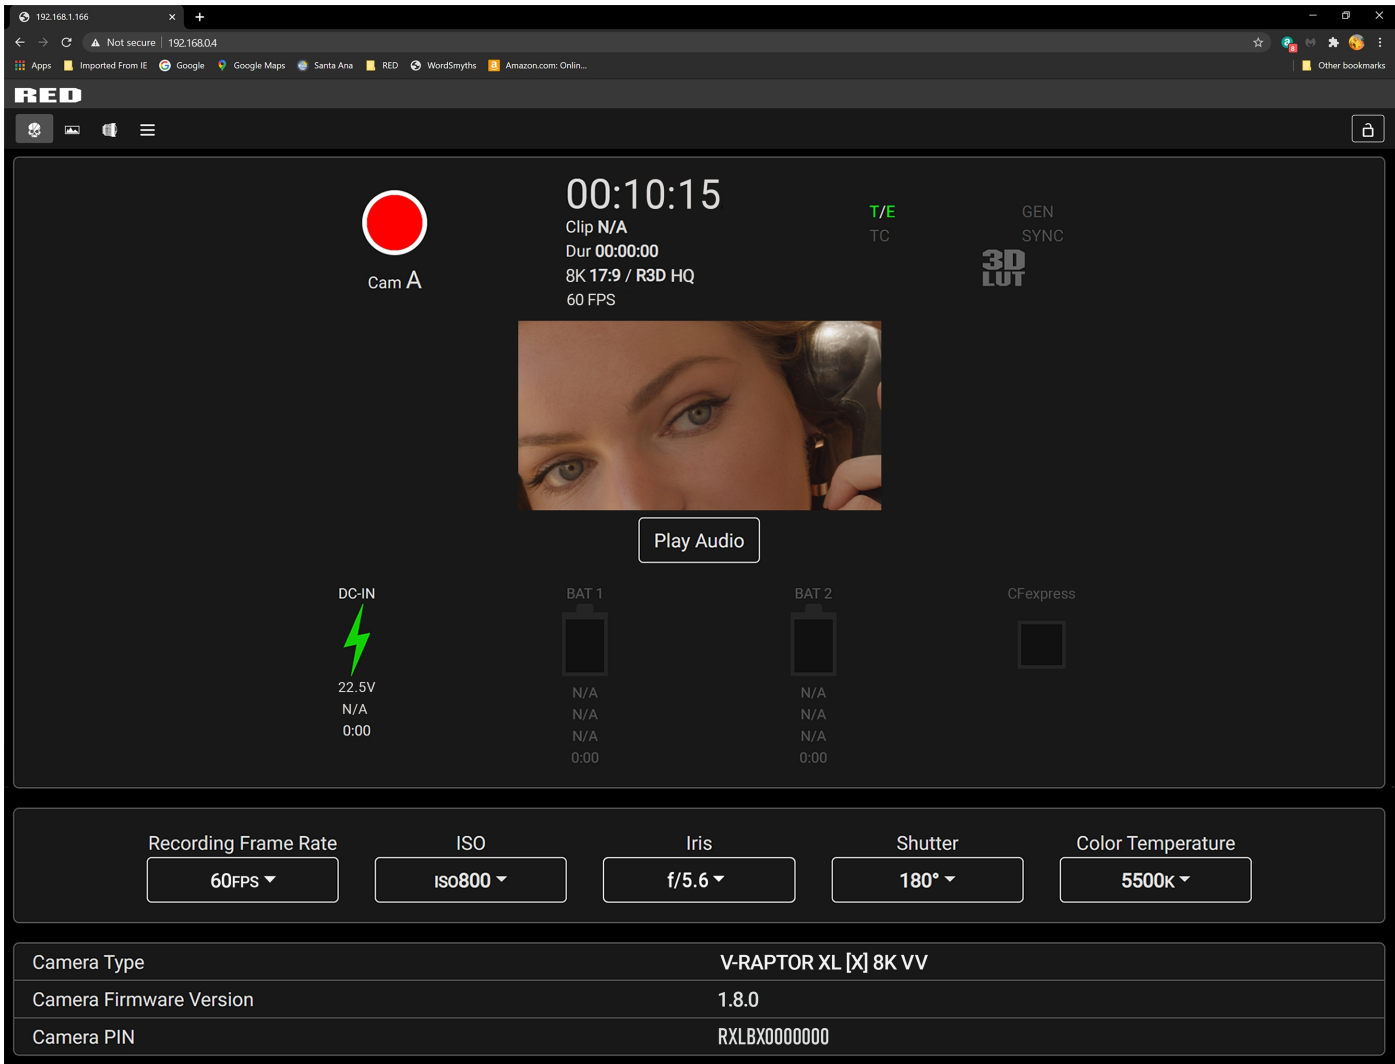 192.168.1.166
Not secure 192.168.0.4
8
Apps Imported From IE Google Google Maps Santa Ana RED WordSmyths Amazon.com: Onlin... Other bookmarks
RED
00:10:15
Clip N/A
Dur 00:00:00
8K 17:9 / R3D HQ
60 FPS
Cam A
T/E GEN
TC SYNC
3D
LUT
Play Audio
DC-IN BAT 1 BAT 2 CFexpress
22.5V N/A N/A
N/A N/A N/A
0:00 N/A N/A
0:00 0:00
Recording Frame Rate ISO Iris Shutter Color Temperature
60FPS ISO800 f/5.6 180° 5500K
Camera Type V-RAPTOR XL [X] 8K VV
Camera Firmware Version 1.8.0
Camera PIN RXLBX0000000